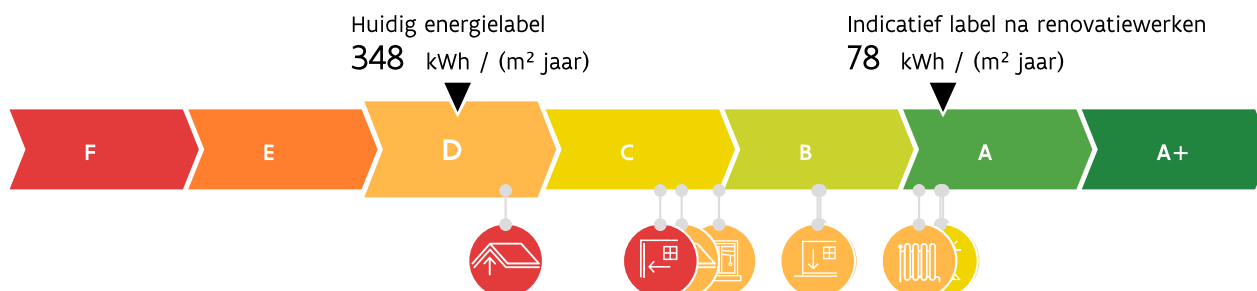 Huidig energielabel
348 kWh / (m² jaar)
Indicatief label na renovatiewerken
78 kWh / (m² jaar)
F E D C B A A+